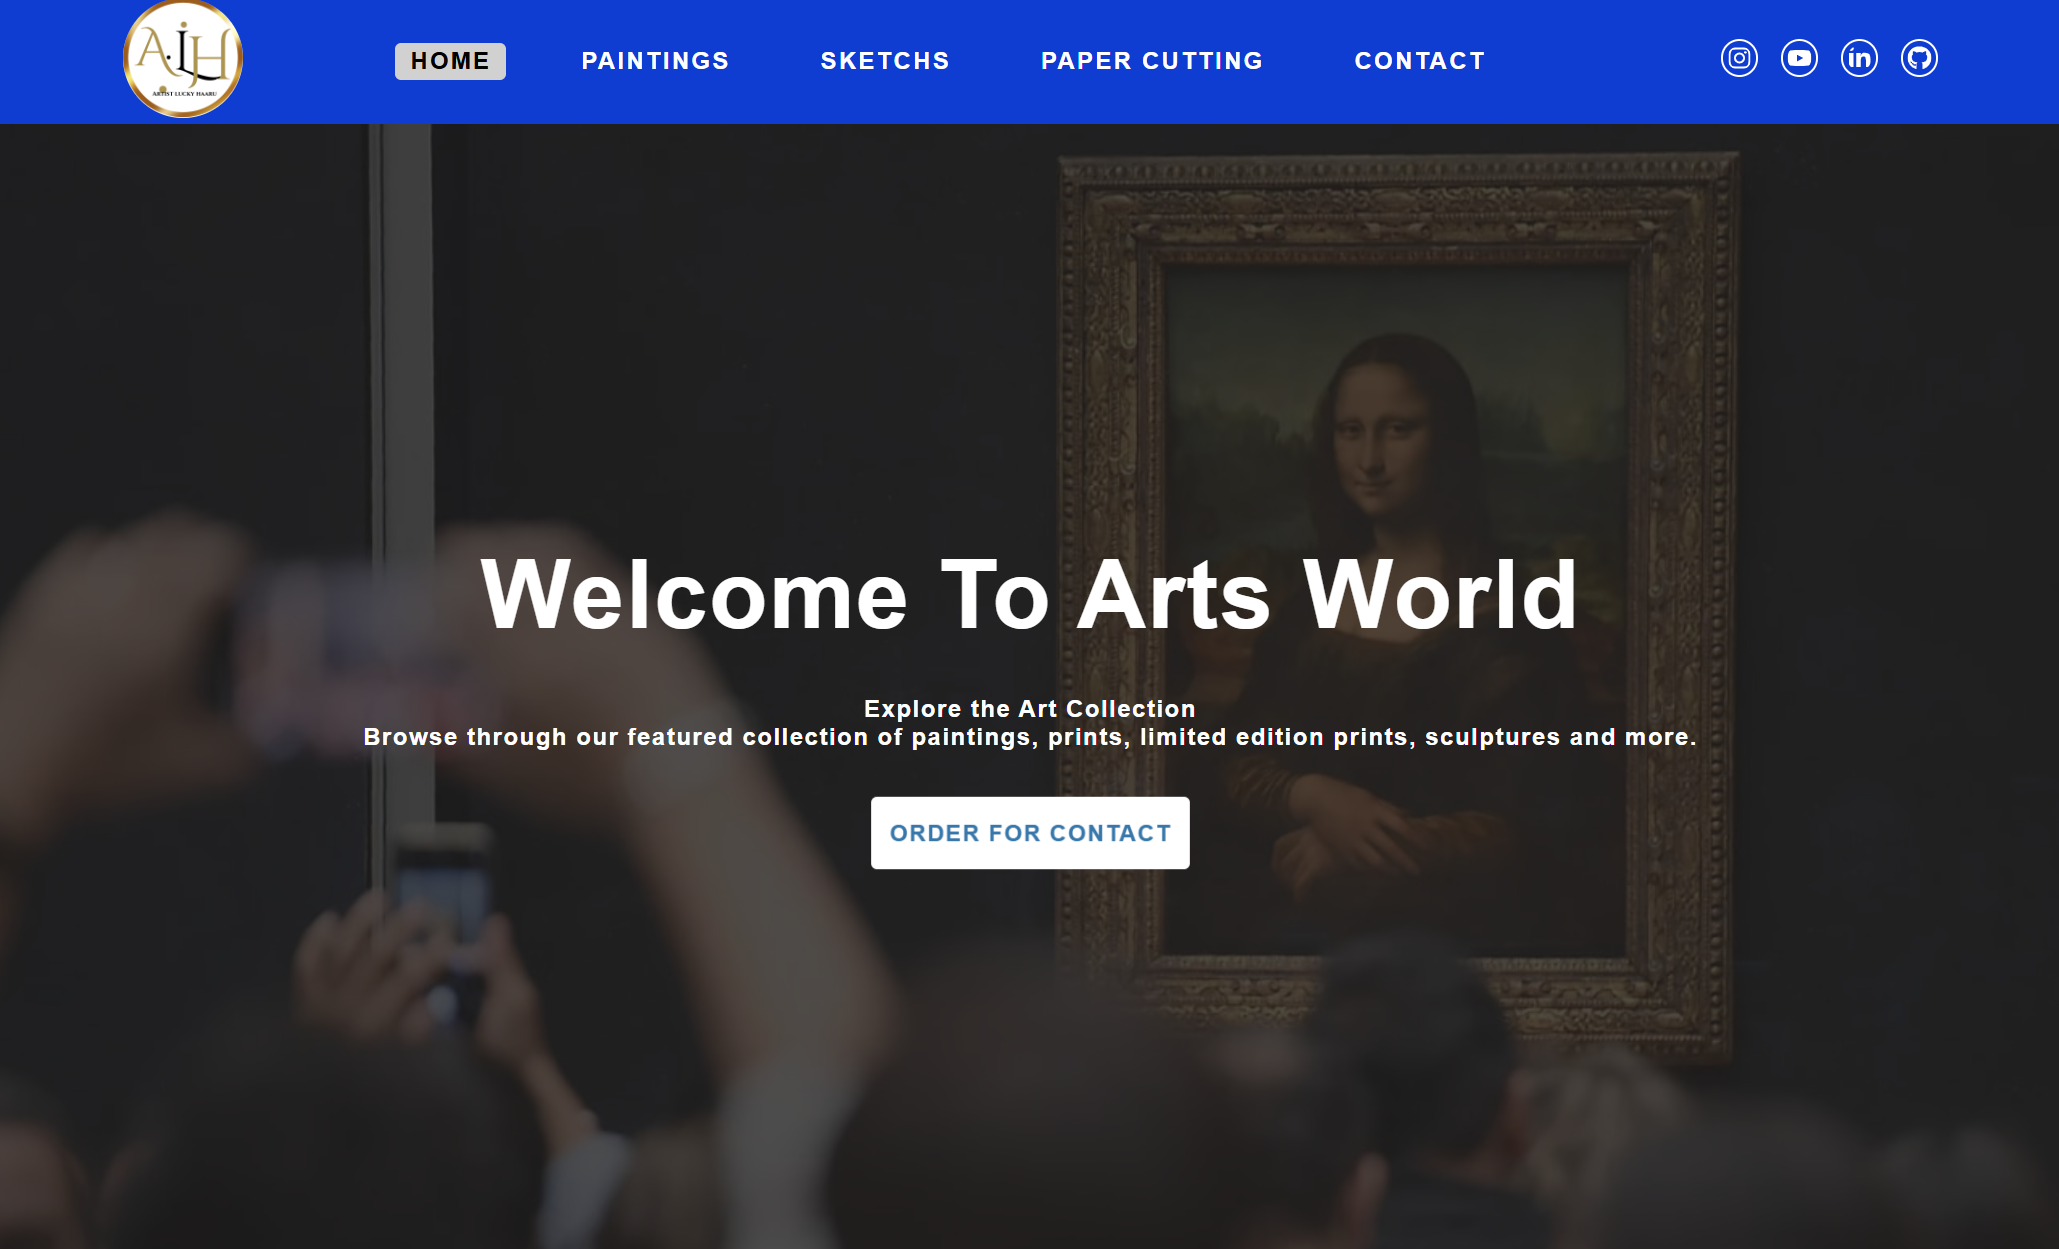 A.L.H
ARTIST LUCKY HAARU
HOME
PAINTINGS
SKETCHS
PAPER CUTTING
CONTACT
in
Welcome To Arts World
Explore the Art Collection
Browse through our featured collection of paintings, prints, limited edition prints, sculptures and more.
ORDER FOR CONTACT